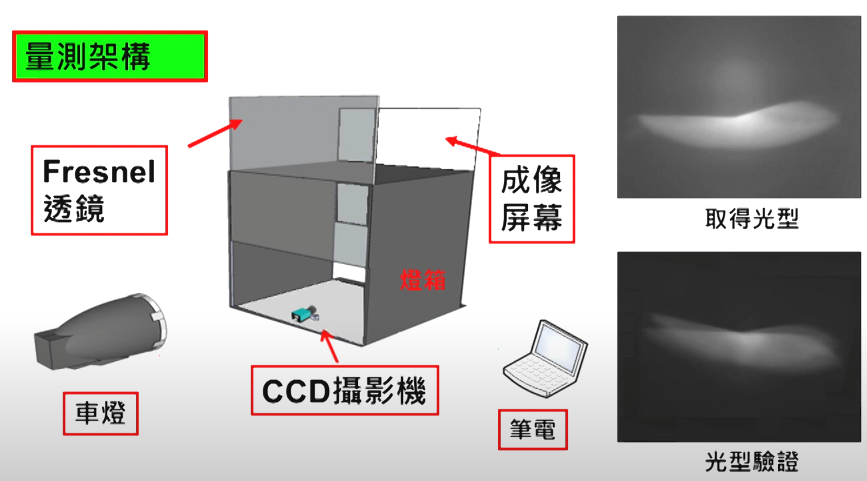 量測架構
Fresnel
透鏡
成像
屏幕
燈箱
車燈
CCD攝影機
筆電
取得光型
光型驗證